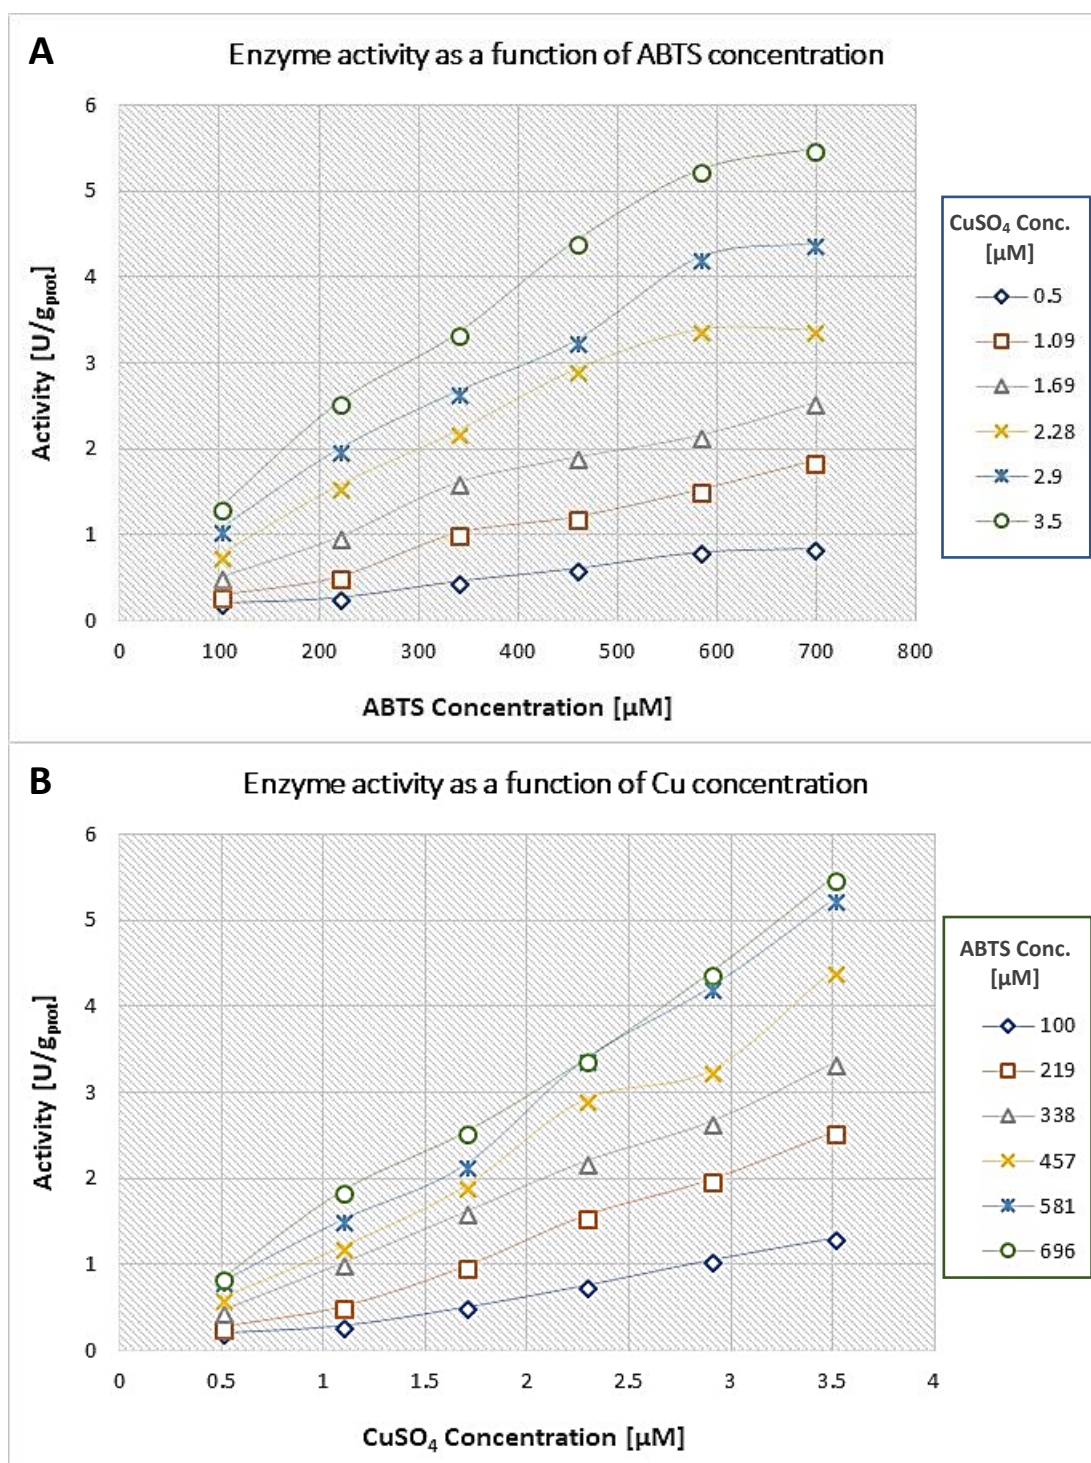 A
Enzyme activity as a function of ABTS concentration
6
5
4
3
2
1
0
Activity [U/gprot]
0 100 200 300 400 500 600 700 800
ABTS Concentration [µM]
CuSO₄ Conc.
[µM]
0.5
1.09
1.69
2.28
2.9
3.5
B
Enzyme activity as a function of Cu concentration
6
5
4
3
2
1
0
Activity [U/gprot]
0 0.5 1 1.5 2 2.5 3 3.5 4
CuSO₄ Concentration [µM]
ABTS Conc.
[µM]
100
219
338
457
581
696